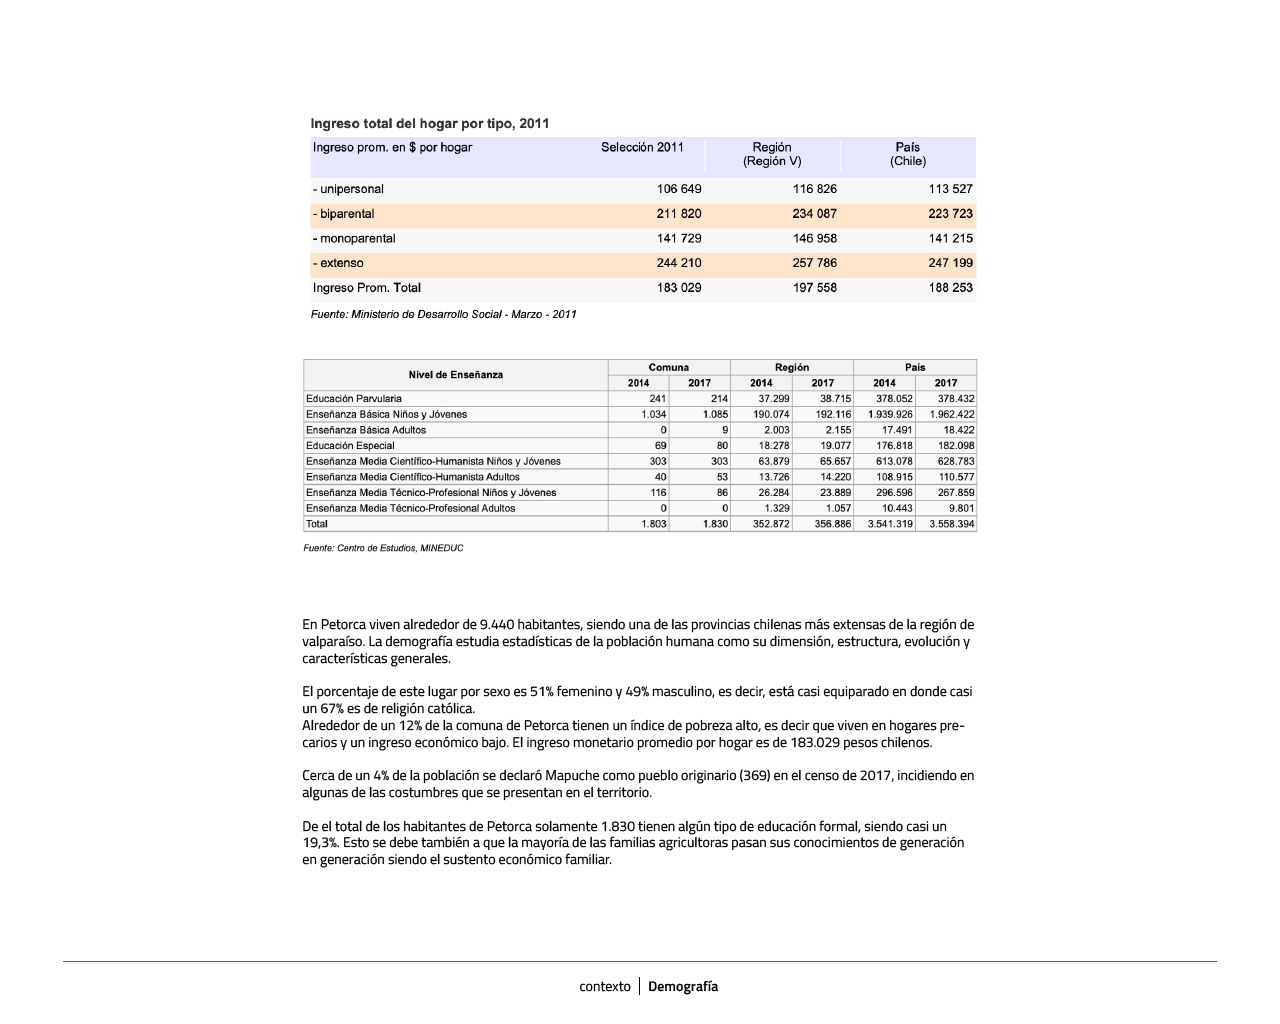 Ingreso total del hogar por tipo, 2011
Ingreso prom. en $ por hogar Selección 2011 Región País
(Región V) (Chile)
- unipersonal 106 649 116 826 113 527
- biparental 211 820 234 087 223 723
- monoparental 141 729 146 958 141 215
- extenso 244 210 257 786 247 199
Ingreso Prom. Total 183 029 197 558 188 253
Fuente: Ministerio de Desarrollo Social - Marzo - 2011
Nivel de Enseñanza Comuna Región País
2014 2017 2014 2017 2014 2017
Educación Parvularia 241 214 37.299 38.715 378.052 378.432
Enseñanza Básica Niños y Jóvenes 1.034 1.085 190.074 192.116 1.939.926 1.962.422
Enseñanza Básica Adultos 0 9 2.003 2.155 17.491 18.422
Educación Especial 69 80 18.278 19.077 176.818 182.098
Enseñanza Media Científico-Humanista Niños y Jóvenes 303 303 63.879 65.657 613.078 628.783
Enseñanza Media Científico-Humanista Adultos 40 53 13.726 14.220 108.915 110.577
Enseñanza Media Técnico-Profesional Niños y Jóvenes 116 86 26.284 23.889 296.596 267.859
Enseñanza Media Técnico-Profesional Adultos 0 0 1.329 1.057 10.443 9.801
Total 1.803 1.830 352.872 356.886 3.541.319 3.558.394
Fuente: Centro de Estudios, MINEDUC
En Petorca viven alrededor de 9.440 habitantes, siendo una de las provincias chilenas más extensas de la región de
valparaíso. La demografía estudia estadísticas de la población humana como su dimensión, estructura, evolución y
características generales.
El porcentaje de este lugar por sexo es 51% femenino y 49% masculino, es decir, está casi equiparado en donde casi
un 67% es de religión católica.
Alrededor de un 12% de la comuna de Petorca tienen un índice de pobreza alto, es decir que viven en hogares pre-
carios y un ingreso económico bajo. El ingreso monetario promedio por hogar es de 183.029 pesos chilenos.
Cerca de un 4% de la población se declaró Mapuche como pueblo originario (369) en el censo de 2017, incidiendo en
algunas de las costumbres que se presentan en el territorio.
De el total de los habitantes de Petorca solamente 1.830 tienen algún tipo de educación formal, siendo casi un
19,3%. Esto se debe también a que la mayoría de las familias agricultoras pasan sus conocimientos de generación
en generación siendo el sustento económico familiar.
contexto | Demografía